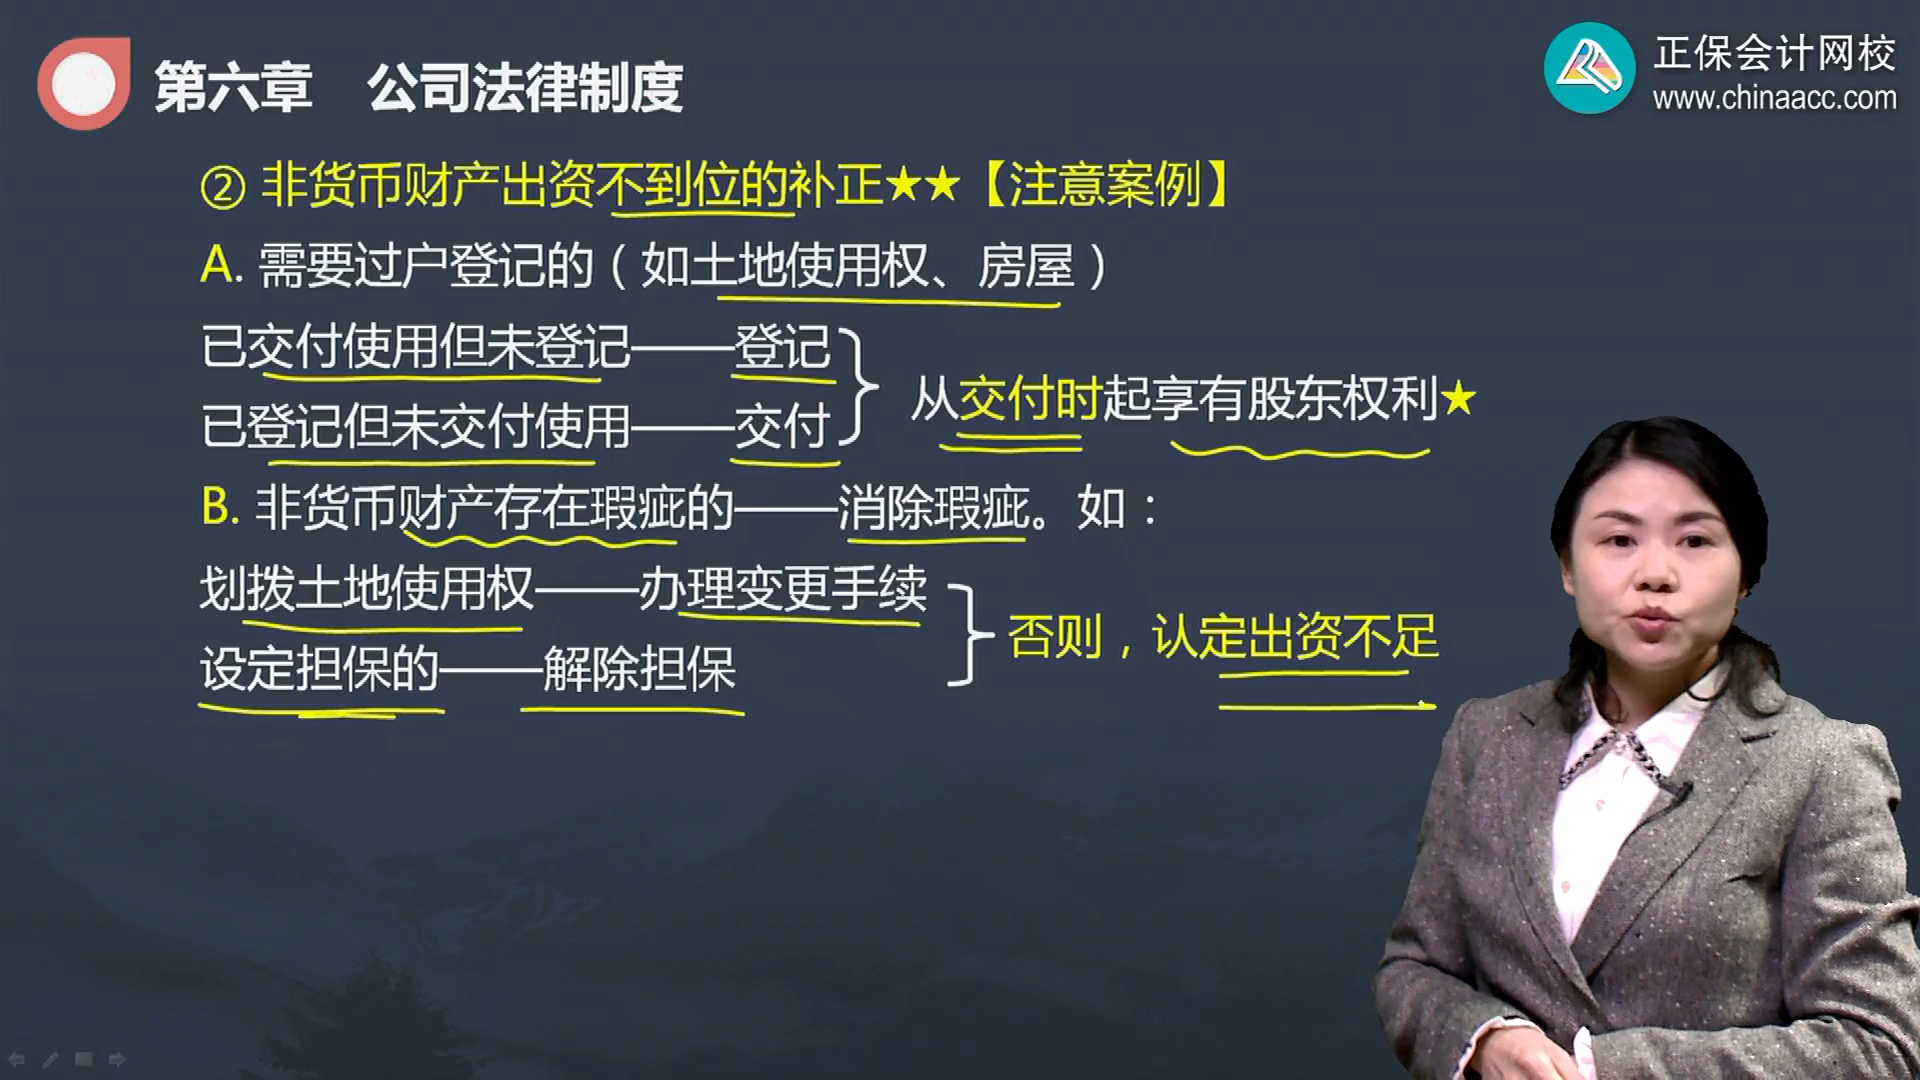 第六章 公司法律制度
正保会计网校
www.chinaacc.com
② 非货币财产出资不到位的补正★★【注意案例】
A. 需要过户登记的（如土地使用权、房屋）
已交付使用但未登记——登记
已登记但未交付使用——交付
从交付时起享有股东权利★
B. 非货币财产存在瑕疵的——消除瑕疵。如：
划拨土地使用权——办理变更手续
设定担保的——解除担保
否则，认定出资不足